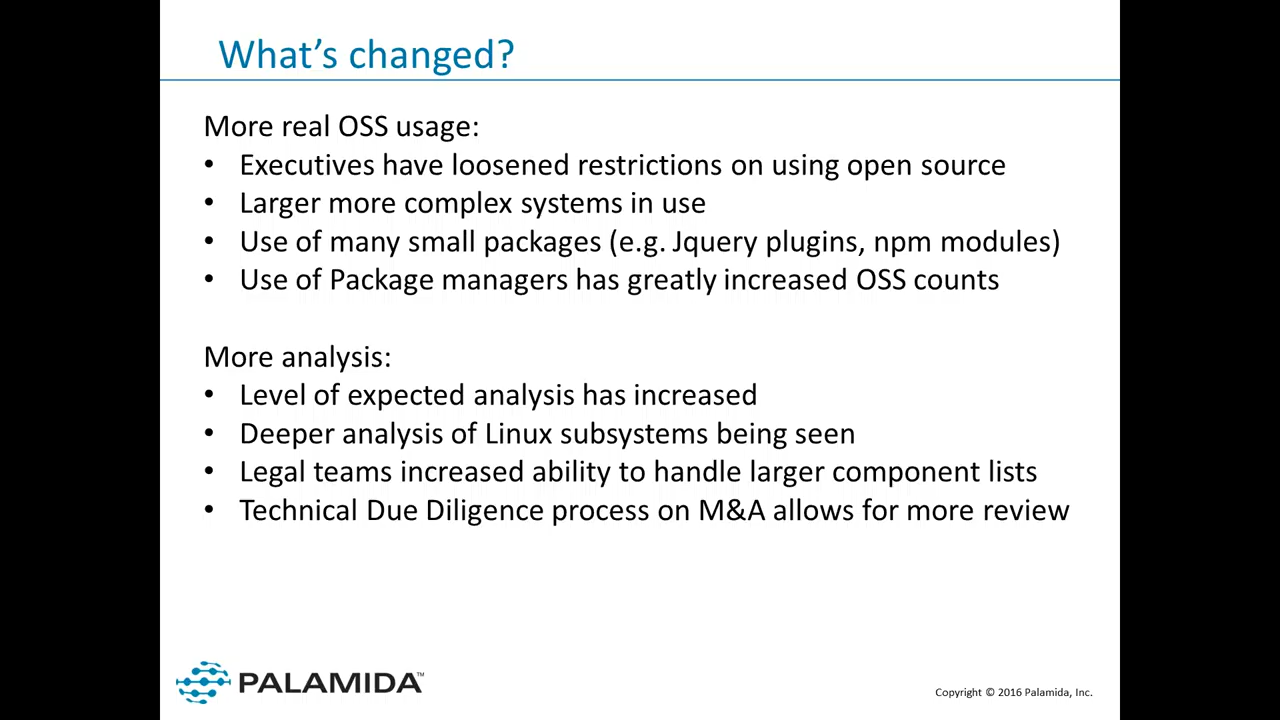 What's changed?
More real OSS usage:
• Executives have loosened restrictions on using open source
• Larger more complex systems in use
• Use of many small packages (e.g. Jquery plugins, npm modules)
• Use of Package managers has greatly increased OSS counts
More analysis:
• Level of expected analysis has increased
• Deeper analysis of Linux subsystems being seen
• Legal teams increased ability to handle larger component lists
• Technical Due Diligence process on M&A allows for more review
PALAMIDA™
Copyright © 2016 Palamida, Inc.